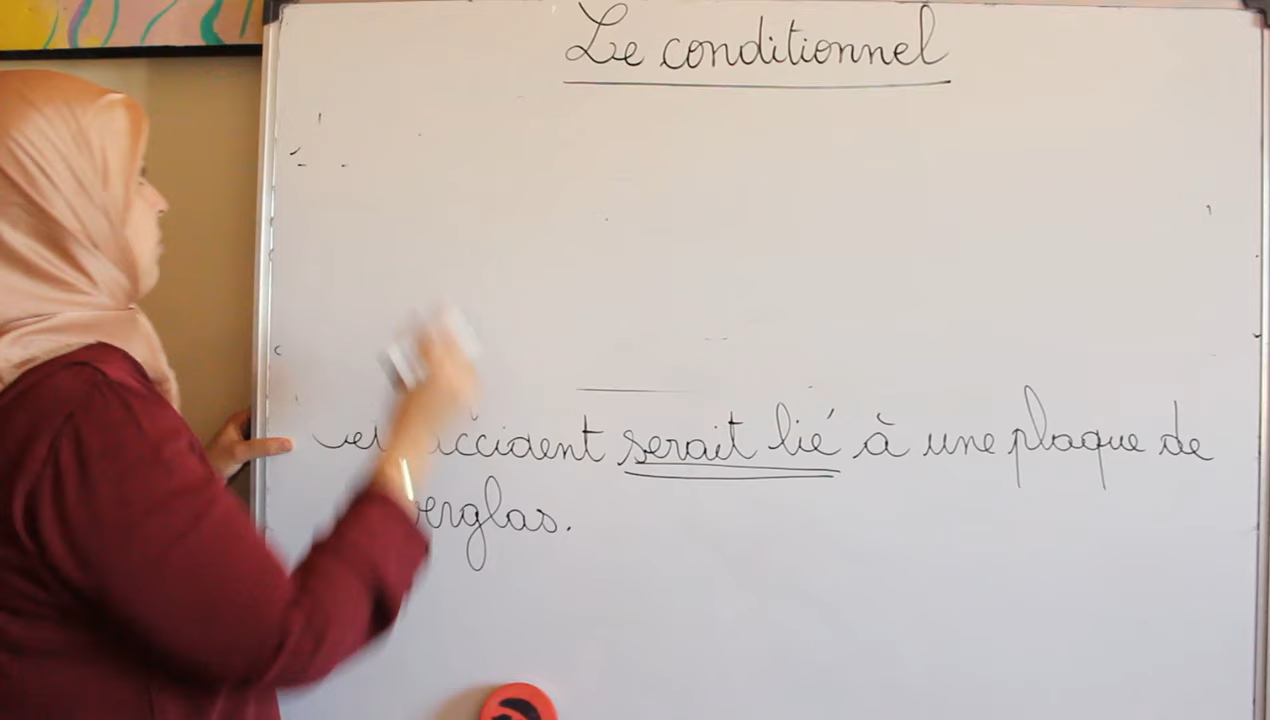 Le conditionnel
accident serait lié à une plaque de
verglas.